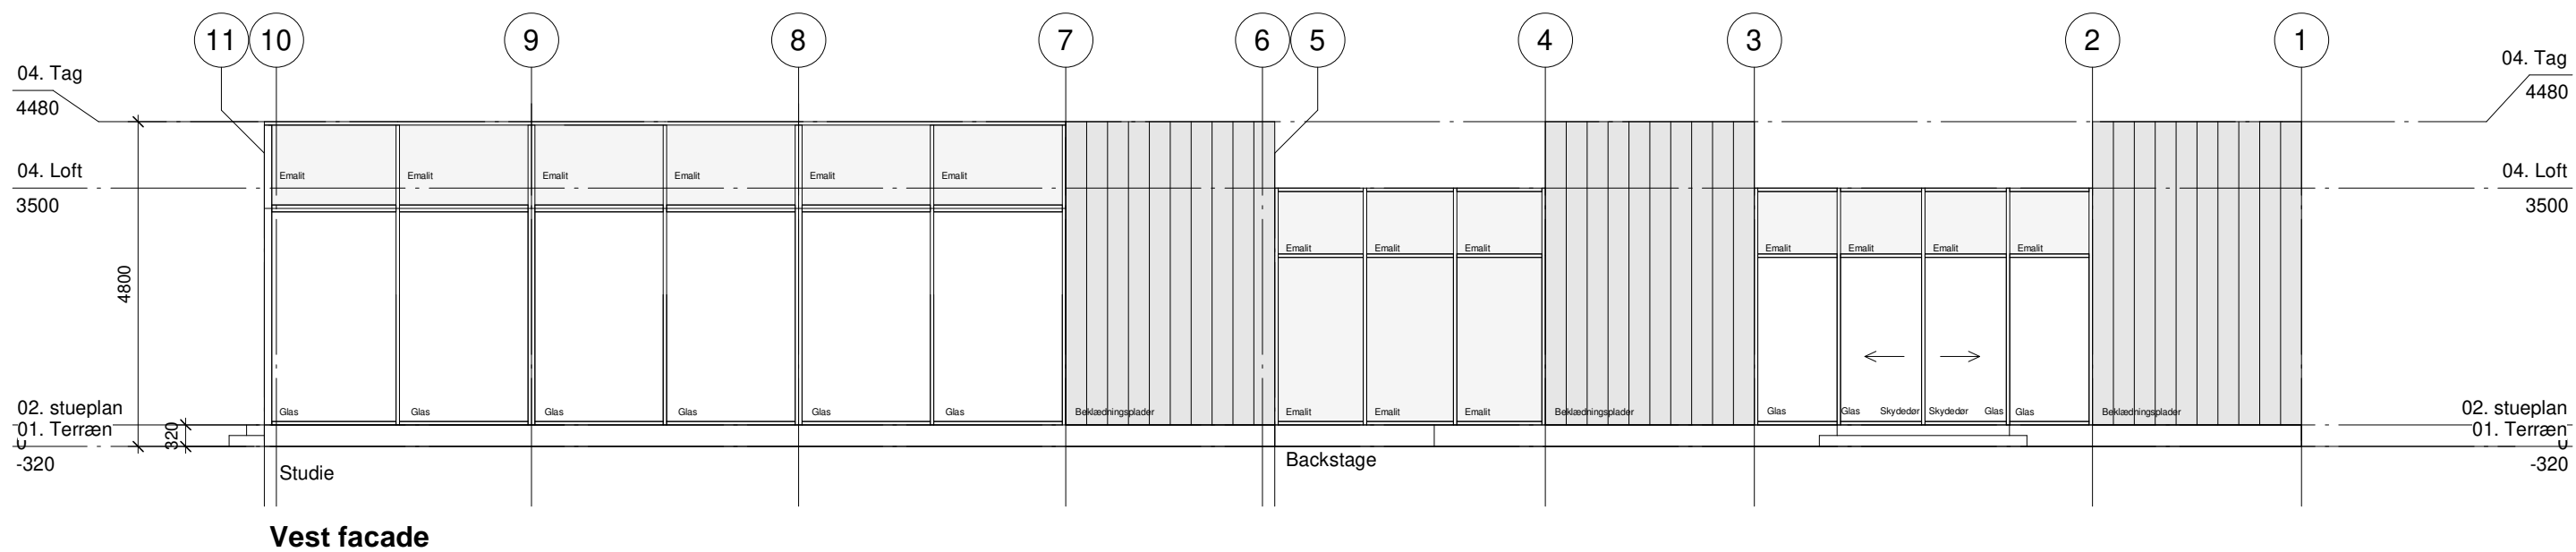 11 10 9 8 7 6 5 4 3 2 1
04. Tag 04. Tag
4480 4480
04. Loft 04. Loft
3500 3500
Emalit Emalit Emalit Emalit Emalit Emalit
Emalit Emalit Emalit Emalit Emalit Emalit Emalit
4800
02. stueplan 02. stueplan
Glas Glas Glas Glas Glas Glas Beklædningsplader Emalit Emalit Emalit Beklædningsplader Glas Glas Skydedør Skydedør Glas Glas Beklædningsplader
01. Terræn 01. Terræn
320
-320 -320
Studie Backstage
Vest facade